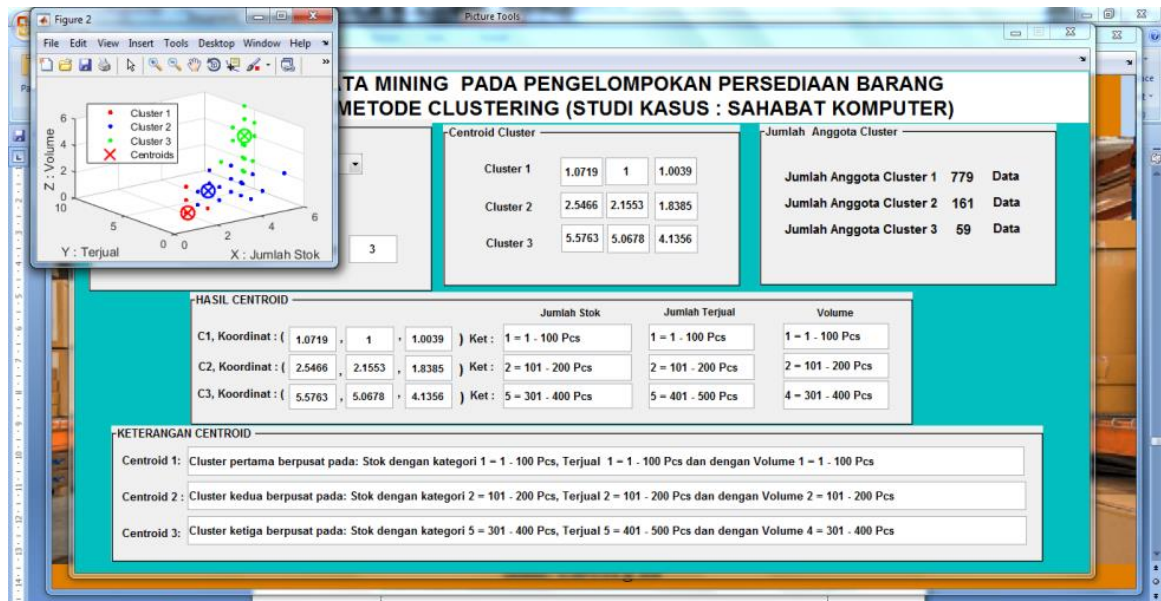 Figure 2
Picture Tools
File Edit View Insert Tools Desktop Window Help
TA MINING PADA PENGELOMPOKAN PERSEDIAAN BARANG
METODE CLUSTERING (STUDI KASUS : SAHABAT KOMPUTER)
Cluster 1
Cluster 2
Cluster 3
Centroids
Z : Volume
6
4
2
0
10
5
0
0
2
4
6
Y : Terjual
X : Jumlah Stok
3
Centroid Cluster
Cluster 1 1.0719 1 1.0039
Cluster 2 2.5466 2.1553 1.8385
Cluster 3 5.5763 5.0678 4.1356
Jumlah Anggota Cluster
Jumlah Anggota Cluster 1 779 Data
Jumlah Anggota Cluster 2 161 Data
Jumlah Anggota Cluster 3 59 Data
HASIL CENTROID
Jumlah Stok Jumlah Terjual Volume
C1, Koordinat : ( 1.0719 , 1 , 1.0039 ) Ket : 1 = 1 - 100 Pcs 1 = 1 - 100 Pcs 1 = 1 - 100 Pcs
C2, Koordinat : ( 2.5466 , 2.1553 , 1.8385 ) Ket : 2 = 101 - 200 Pcs 2 = 101 - 200 Pcs 2 = 101 - 200 Pcs
C3, Koordinat : ( 5.5763 , 5.0678 , 4.1356 ) Ket : 5 = 301 - 400 Pcs 5 = 401 - 500 Pcs 4 = 301 - 400 Pcs
KETERANGAN CENTROID
Centroid 1: Cluster pertama berpusat pada: Stok dengan kategori 1 = 1 - 100 Pcs, Terjual 1 = 1 - 100 Pcs dan dengan Volume 1 = 1 - 100 Pcs
Centroid 2 : Cluster kedua berpusat pada: Stok dengan kategori 2 = 101 - 200 Pcs, Terjual 2 = 101 - 200 Pcs dan dengan Volume 2 = 101 - 200 Pcs
Centroid 3: Cluster ketiga berpusat pada: Stok dengan kategori 5 = 301 - 400 Pcs, Terjual 5 = 401 - 500 Pcs dan dengan Volume 4 = 301 - 400 Pcs